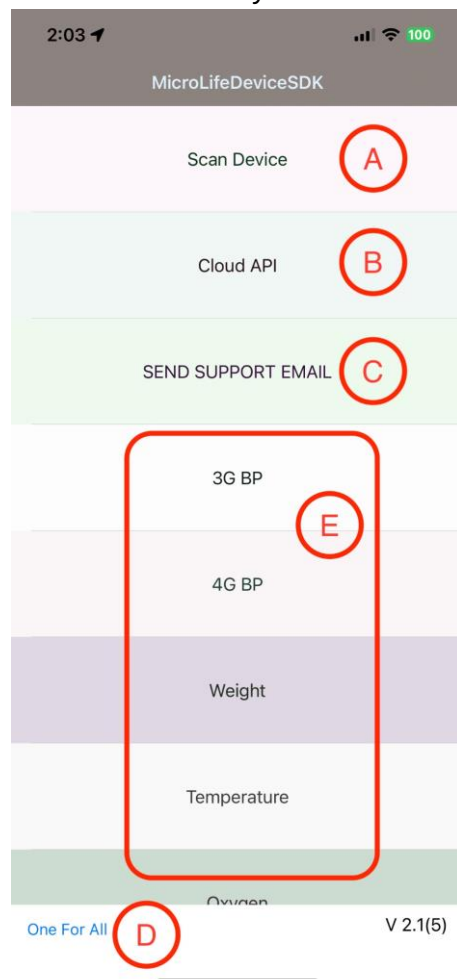 2:03
100
MicroLifeDeviceSDK
Scan Device
A
Cloud API
B
SEND SUPPORT EMAIL
C
3G BP
E
4G BP
Weight
Temperature
Oxygen
One For All
D
V 2.1(5)